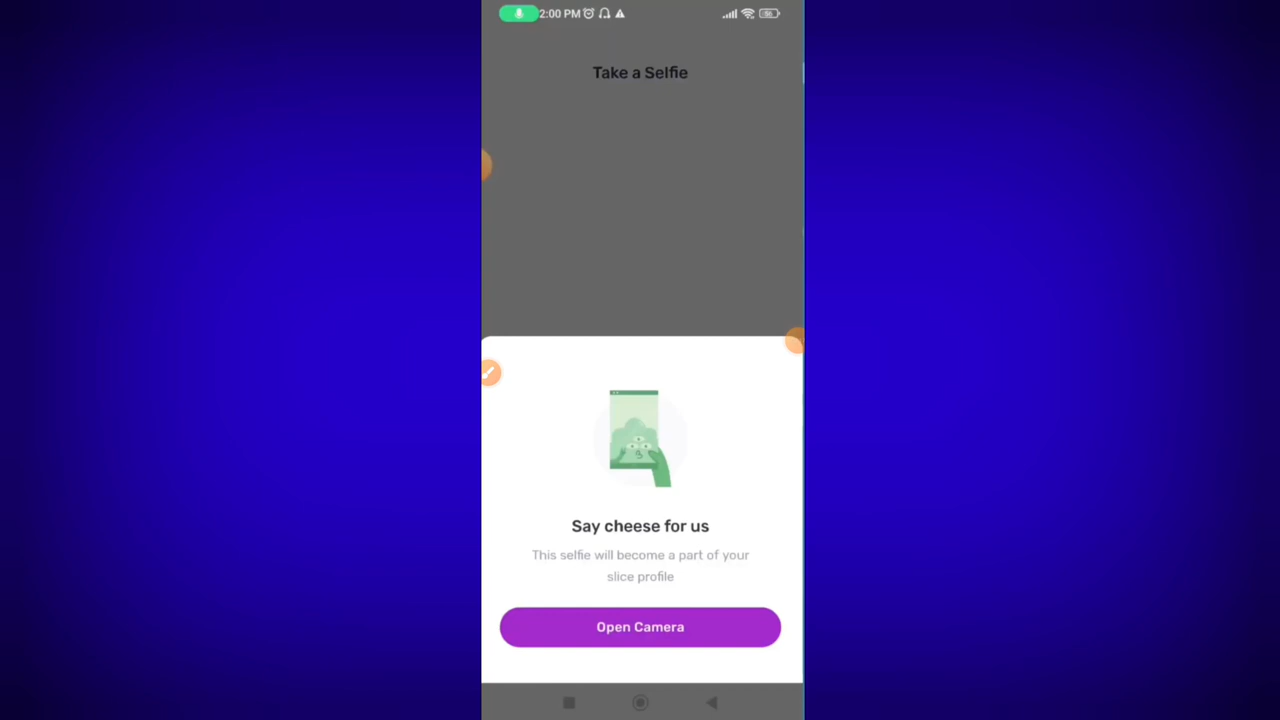 2:00 PM
Take a Selfie
Say cheese for us
This selfie will become a part of your
slice profile
Open Camera